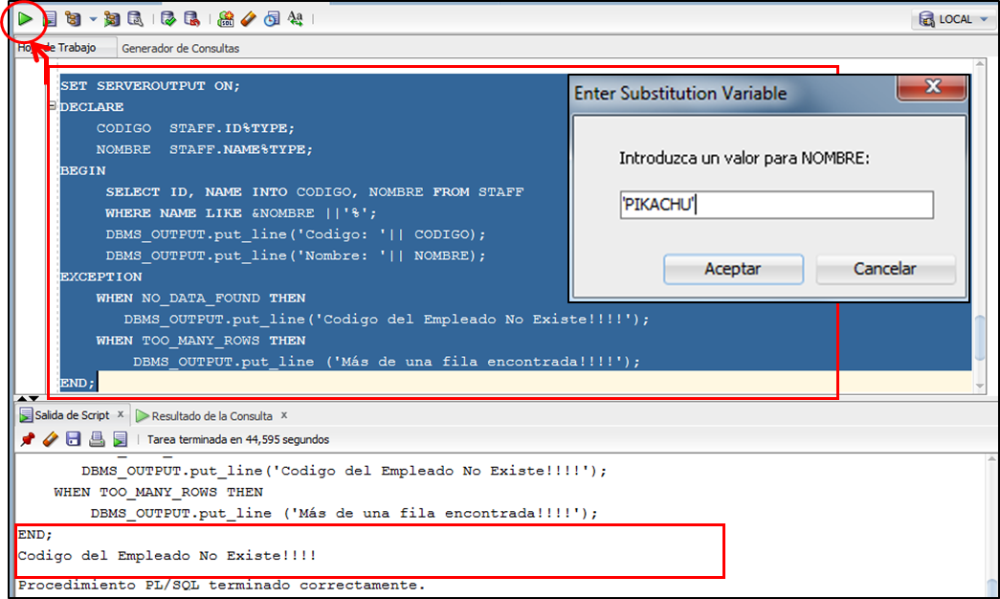 SQL
Aa
LOCAL
Hoja de Trabajo
Generador de Consultas
SET SERVEROUTPUT ON;
DECLARE
CODIGO STAFF.ID%TYPE;
NOMBRE STAFF.NAME%TYPE;
BEGIN
SELECT ID, NAME INTO CODIGO, NOMBRE FROM STAFF
WHERE NAME LIKE &NOMBRE ||'%';
DBMS_OUTPUT.put_line('Codigo: '|| CODIGO);
DBMS_OUTPUT.put_line('Nombre: '|| NOMBRE);
EXCEPTION
WHEN NO_DATA_FOUND THEN
DBMS_OUTPUT.put_line('Codigo del Empleado No Existe!!!!');
WHEN TOO_MANY_ROWS THEN
DBMS_OUTPUT.put_line ('Más de una fila encontrada!!!!');
END;
Enter Substitution Variable
Introduzca un valor para NOMBRE:
'PIKACHU'
Aceptar
Cancelar
Salida de Script x
Resultado de la Consulta x
Tarea terminada en 44,595 segundos
DBMS_OUTPUT.put_line('Codigo del Empleado No Existe!!!!');
WHEN TOO_MANY_ROWS THEN
DBMS_OUTPUT.put_line ('Más de una fila encontrada!!!!');
END;
Codigo del Empleado No Existe!!!!
Procedimiento PL/SQL terminado correctamente.